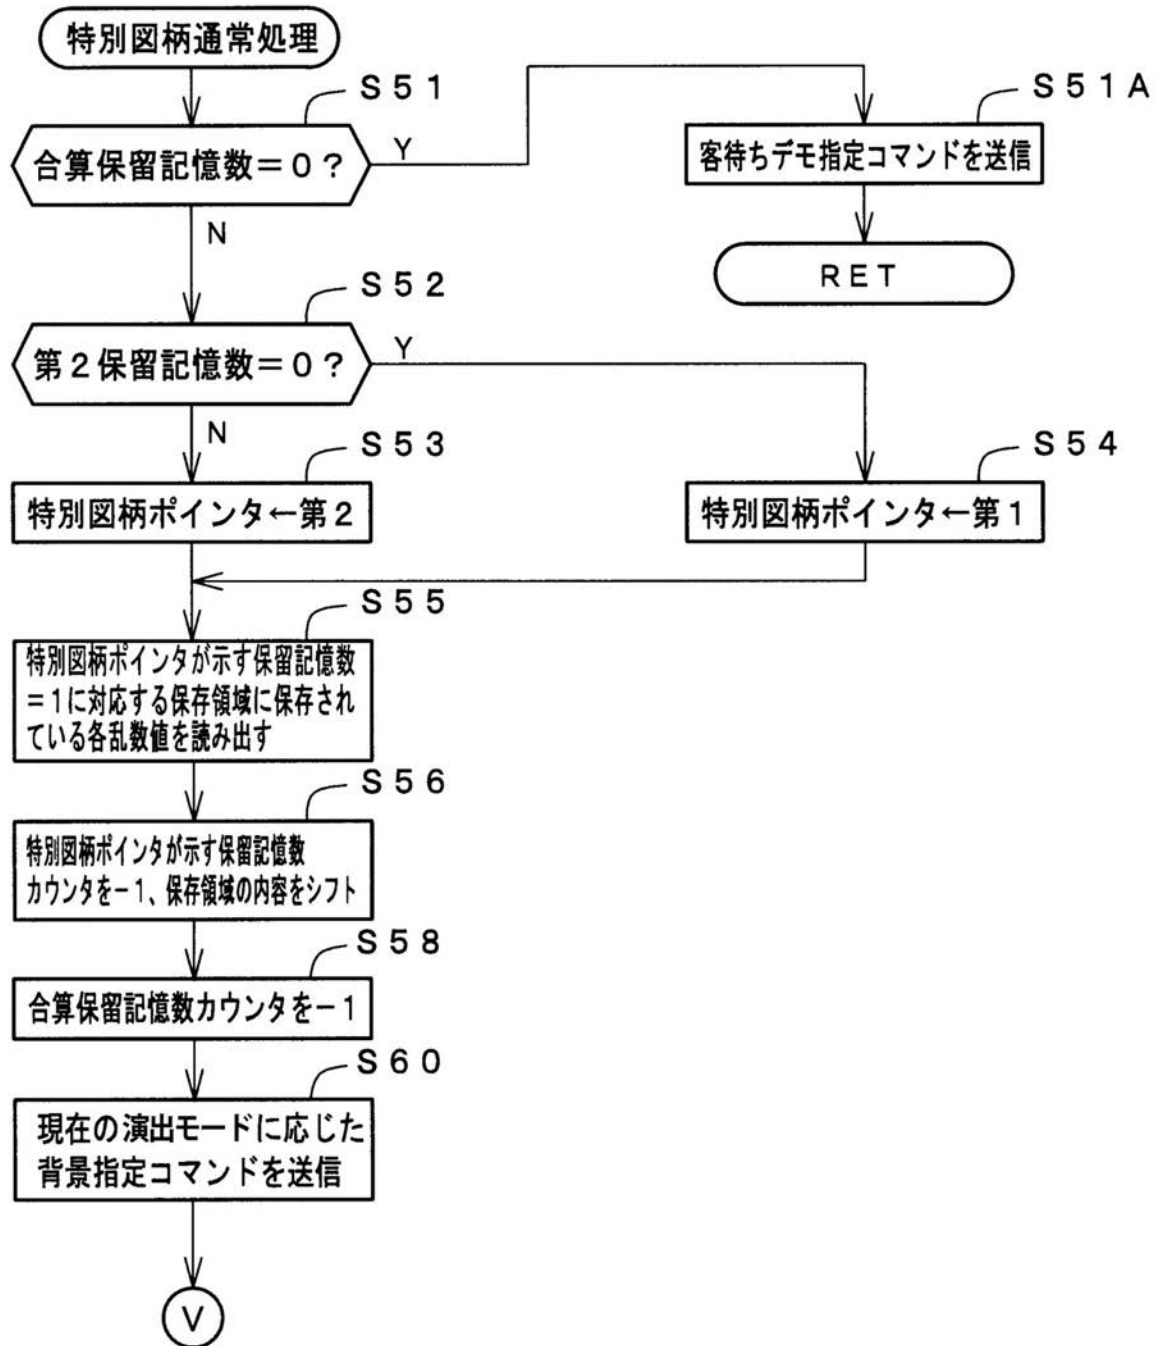 特別図柄通常処理
S51
合算保留記憶数=0?
Y
S51A
客待ちデモ指定コマンドを送信
N
RET
S52
第2保留記憶数=0?
Y
N
S53
特別図柄ポインタ←第2
S54
特別図柄ポインタ←第1
S55
特別図柄ポインタが示す保留記憶数
=1に対応する保存領域に保存され
ている各乱数値を読み出す
S56
特別図柄ポインタが示す保留記憶数
カウンタを-1、保存領域の内容をシフト
S58
合算保留記憶数カウンタを-1
S60
現在の演出モードに応じた
背景指定コマンドを送信
V